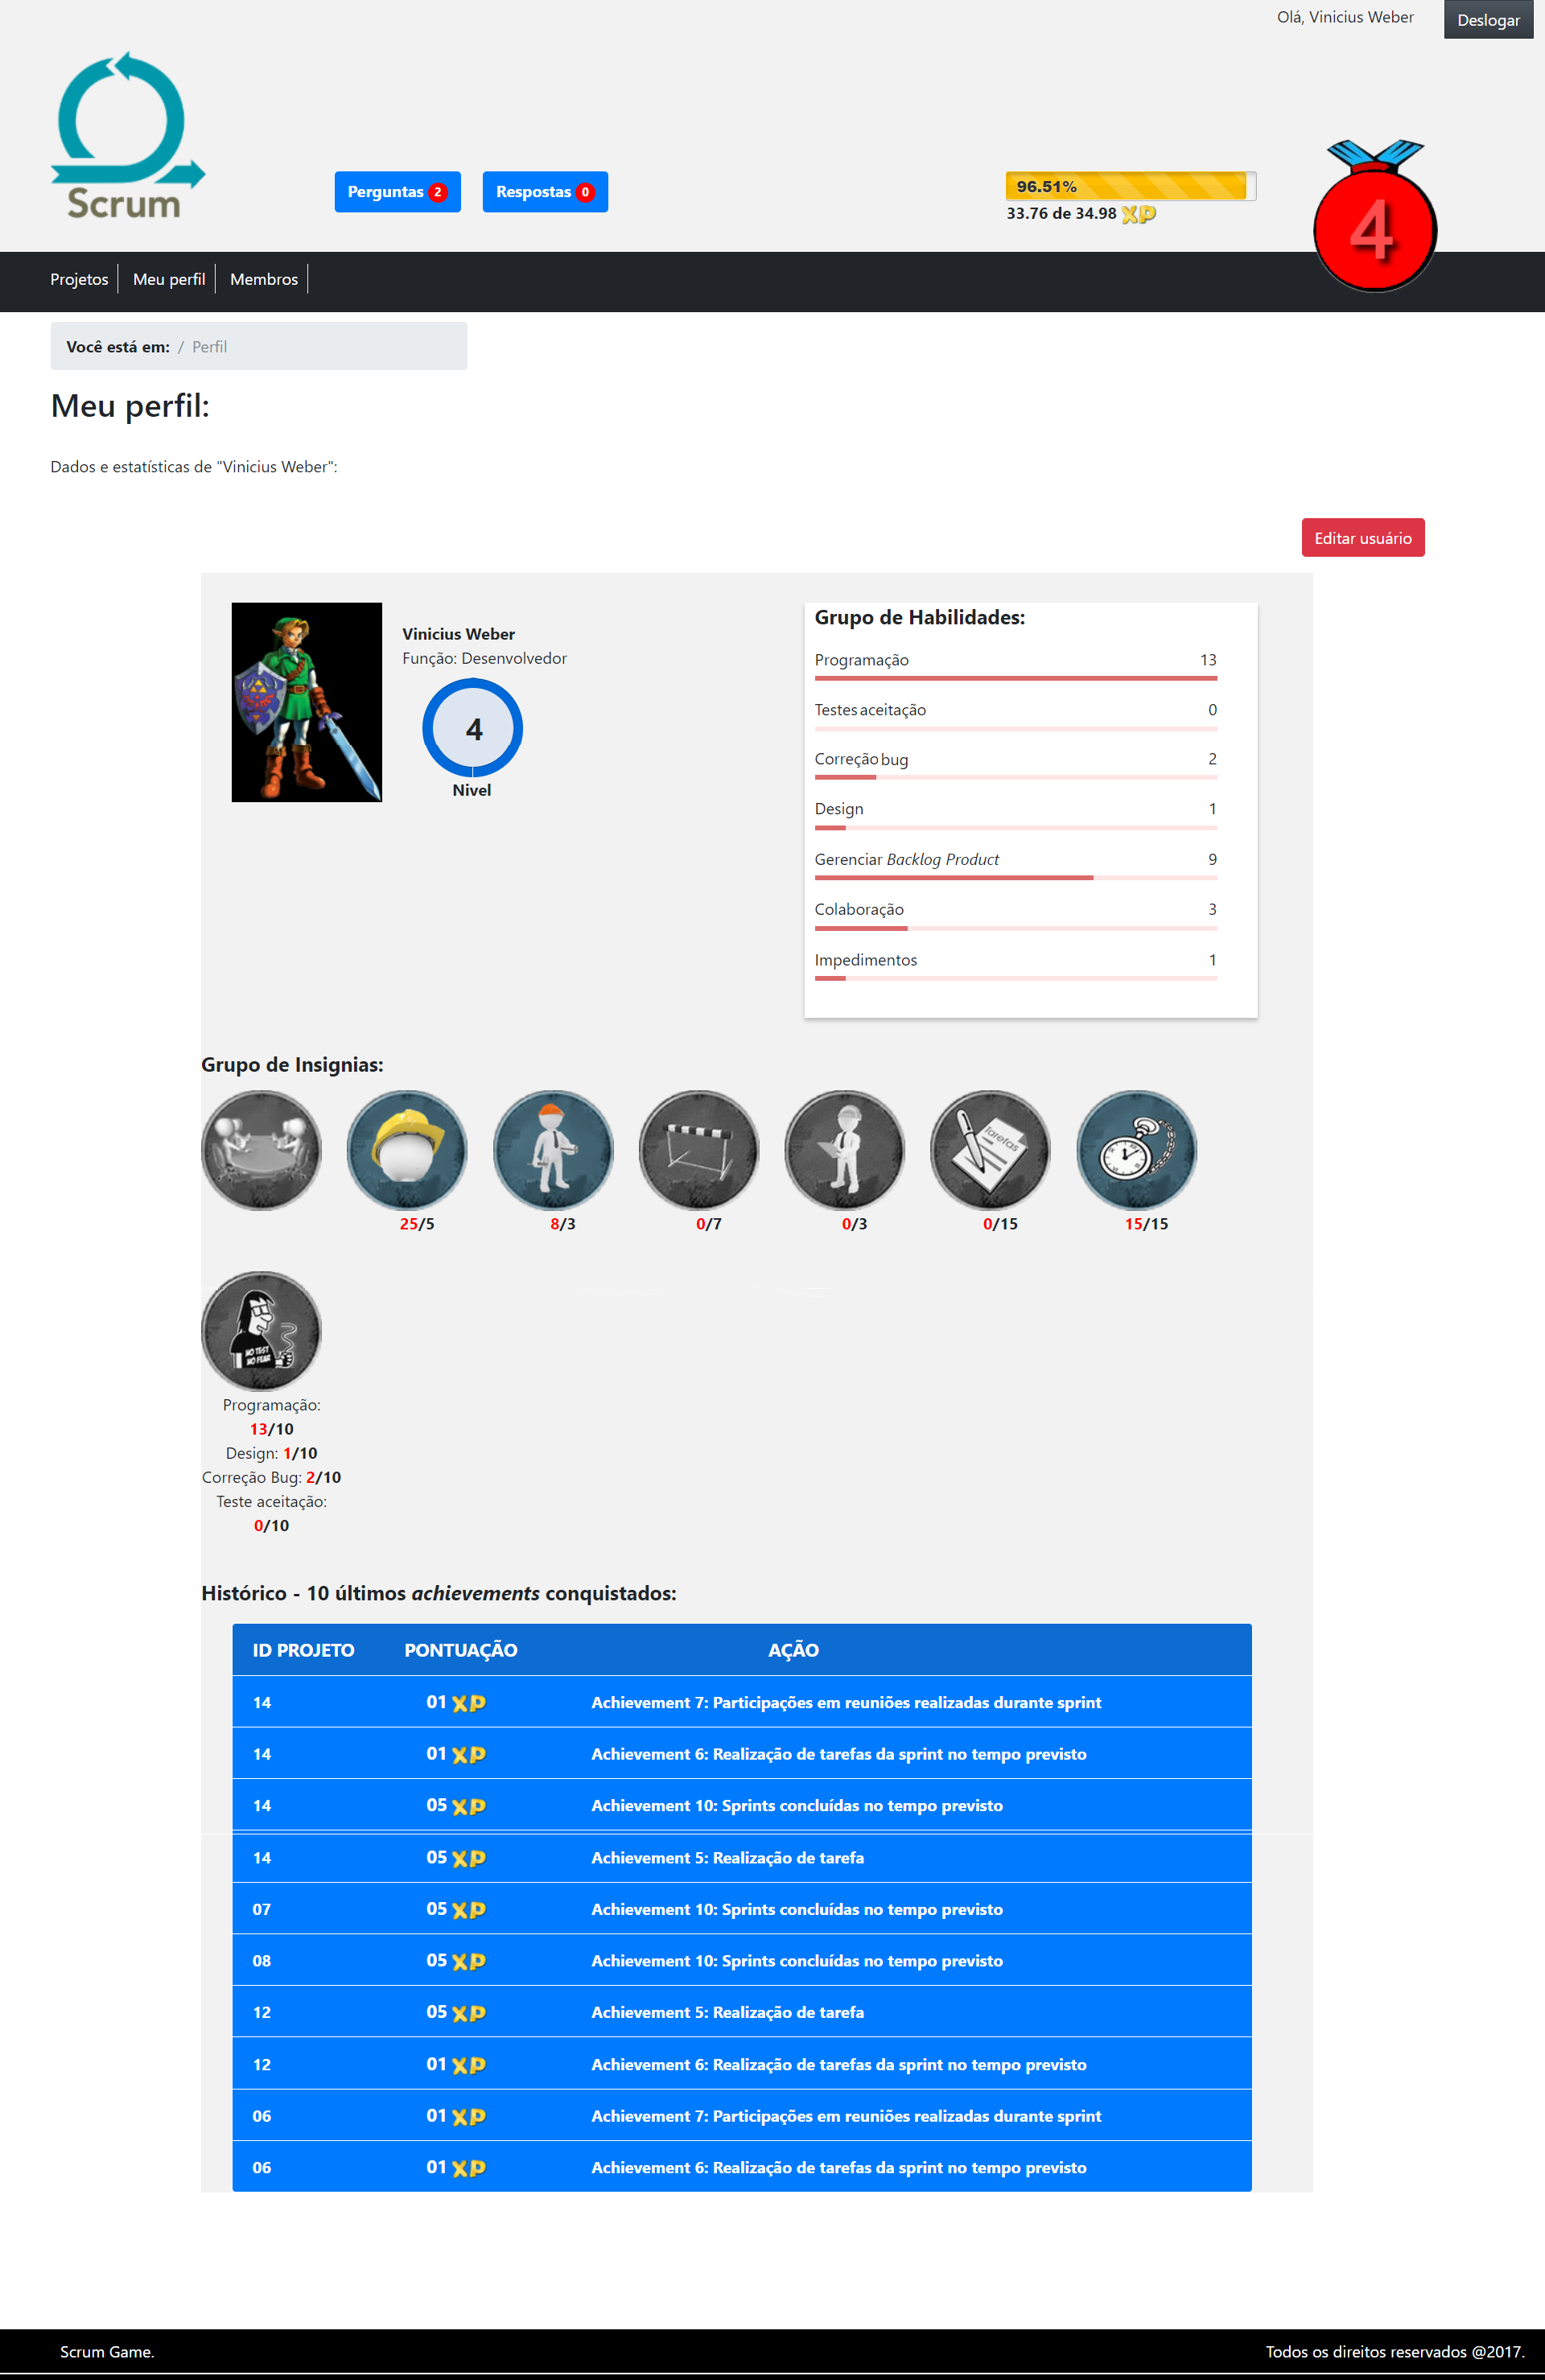 Olá, Vinicius Weber Deslogar
Scrum
Perguntas 2 Respostas 0
96.51%
33.76 de 34.98 XP
4
Projetos Meu perfil Membros
Você está em: / Perfil
Meu perfil:
Dados e estatísticas de "Vinicius Weber":
Editar usuário
Vinicius Weber
Função: Desenvolvedor
4
Nivel
Grupo de Habilidades:
Programação 13
Testes aceitação 0
Correção bug 2
Design 1
Gerenciar Backlog Product 9
Colaboração 3
Impedimentos 1
Grupo de Insignias:
Tarefas
25/5 8/3 0/7 0/3 0/15 15/15
NO TEST
NO FEAR
Programação:
13/10
Design: 1/10
Correção Bug: 2/10
Teste aceitação:
0/10
Histórico - 10 últimos achievements conquistados:
ID PROJETO PONTUAÇÃO AÇÃO
14 01 XP Achievement 7: Participações em reuniões realizadas durante sprint
14 01 XP Achievement 6: Realização de tarefas da sprint no tempo previsto
14 05 XP Achievement 10: Sprints concluídas no tempo previsto
14 05 XP Achievement 5: Realização de tarefa
07 05 XP Achievement 10: Sprints concluídas no tempo previsto
08 05 XP Achievement 10: Sprints concluídas no tempo previsto
12 05 XP Achievement 5: Realização de tarefa
12 01 XP Achievement 6: Realização de tarefas da sprint no tempo previsto
06 01 XP Achievement 7: Participações em reuniões realizadas durante sprint
06 01 XP Achievement 6: Realização de tarefas da sprint no tempo previsto
Scrum Game. Todos os direitos reservados @2017.